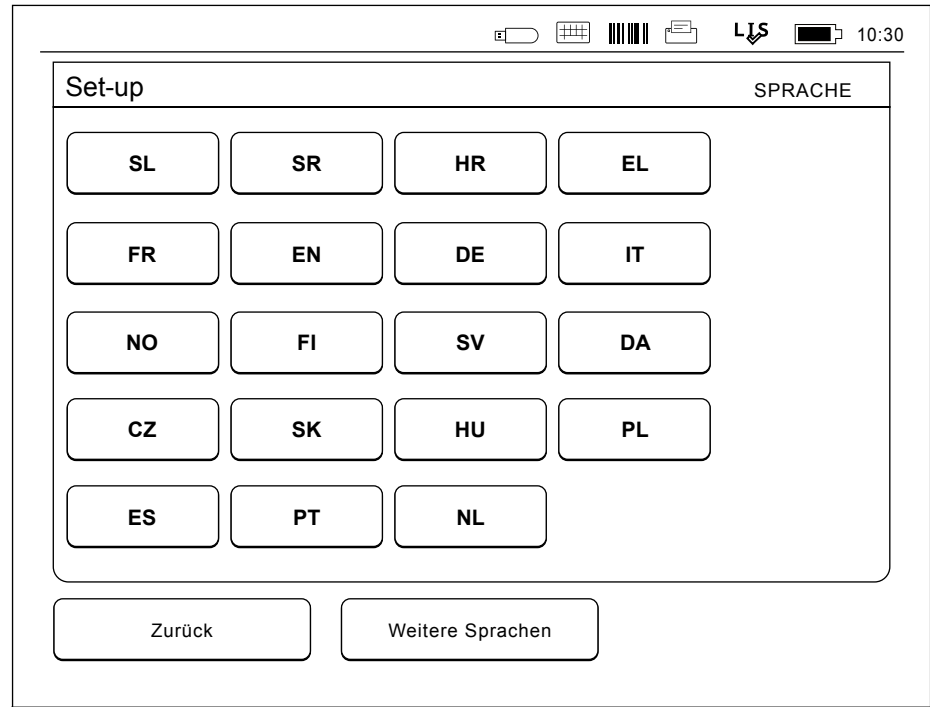 LIS 10:30
Set-up SPRACHE
SL SR HR EL
FR EN DE IT
NO FI SV DA
CZ SK HU PL
ES PT NL
Zurück Weitere Sprachen